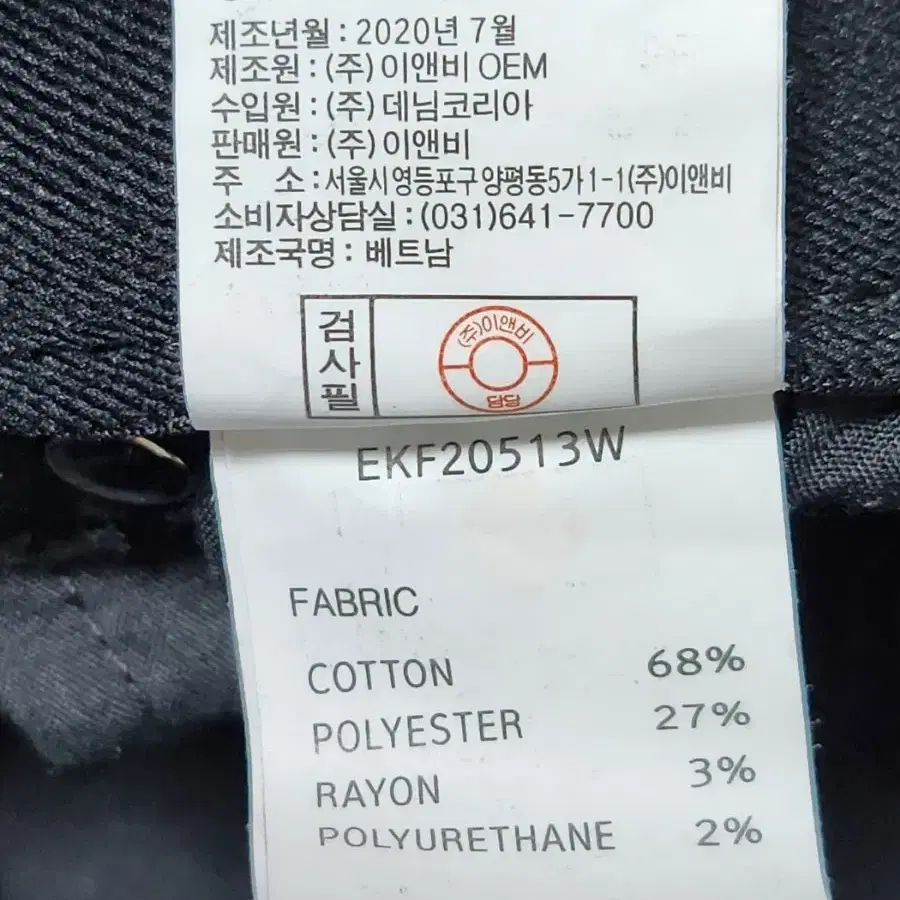 제조년월 : 2020년 7월
제조원 : (주) 이앤비 OEM
수입원 : (주) 데님코리아
판매원 : (주) 이앤비
주 소 : 서울시영등포구 양평동5가 1-1(주)이앤비
소비자상담실 : (031)641-7700
제조국명 : 베트남
검사필
(주)이앤비
담당
EKF20513W
FABRIC
COTTON 68%
POLYESTER 27%
RAYON 3%
POLYURETHANE 2%